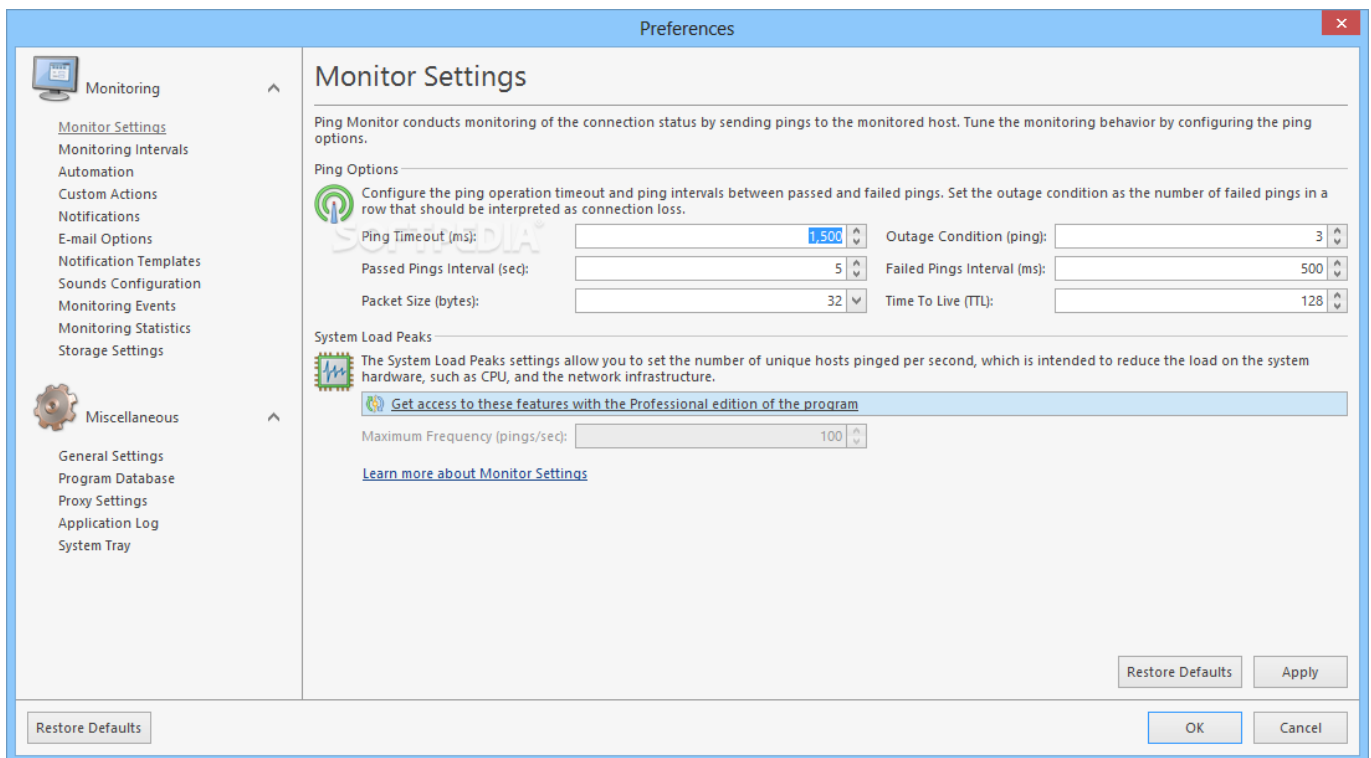 Preferences
Monitoring
Monitor Settings
Monitoring Intervals
Automation
Custom Actions
Notifications
E-mail Options
Notification Templates
Sounds Configuration
Monitoring Events
Monitoring Statistics
Storage Settings
Miscellaneous
General Settings
Program Database
Proxy Settings
Application Log
System Tray
Monitor Settings
Ping Monitor conducts monitoring of the connection status by sending pings to the monitored host. Tune the monitoring behavior by configuring the ping
options.
Ping Options
Configure the ping operation timeout and ping intervals between passed and failed pings. Set the outage condition as the number of failed pings in a
row that should be interpreted as connection loss.
SOFTPEDIA®
Ping Timeout (ms): 1,500 Outage Condition (ping): 3
Passed Pings Interval (sec): 5 Failed Pings Interval (ms): 500
Packet Size (bytes): 32 Time To Live (TTL): 128
System Load Peaks
The System Load Peaks settings allow you to set the number of unique hosts pinged per second, which is intended to reduce the load on the system
hardware, such as CPU, and the network infrastructure.
Get access to these features with the Professional edition of the program
Maximum Frequency (pings/sec): 100
Learn more about Monitor Settings
Restore Defaults Apply
Restore Defaults OK Cancel